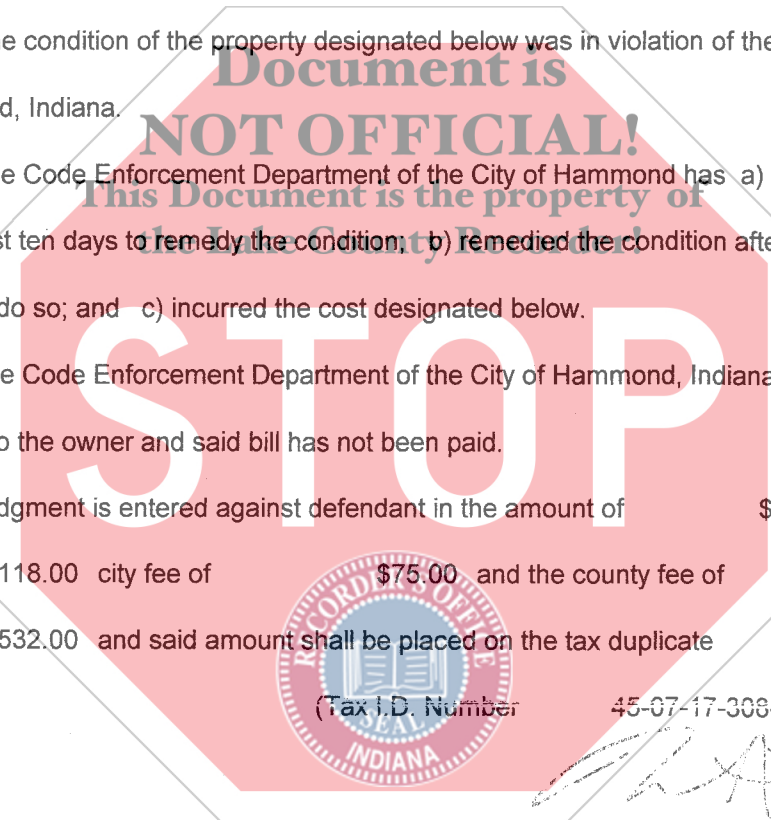 e condition of the property designated below was in violation of the
Document is
d, Indiana.
NOT OFFICIAL!
e Code Enforcement Department of the City of Hammond has a)
This Document is the property of
st ten days to remedy the condition; b) remedied the condition afte
the Lake County Recorder!
do so; and c) incurred the cost designated below.
STOP
e Code Enforcement Department of the City of Hammond, Indiana
o the owner and said bill has not been paid.
dgment is entered against defendant in the amount of $
118.00 city fee of $75.00 and the county fee of
532.00 and said amount shall be placed on the tax duplicate
RECORDER'S OFFICE
(Tax I.D. Number 45-07-17-308
SEAL
INDIANA